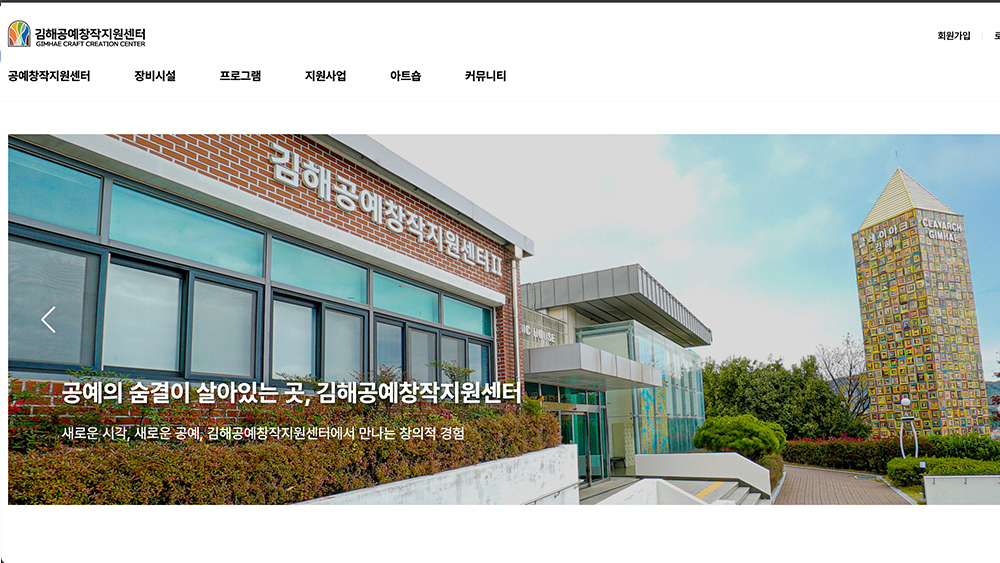 김해공예창작지원센터
GIMHAE CRAFT CREATION CENTER
회원가입
공예창작지원센터
장비시설
프로그램
지원사업
아트숍
커뮤니티
김해공예창작지원센터II
CLAYARCH
GIMHAE
클레이아크
김해
IC HOUSE
공예의 숨결이 살아있는 곳, 김해공예창작지원센터
새로운 시각, 새로운 공예, 김해공예창작지원센터에서 만나는 창의적 경험